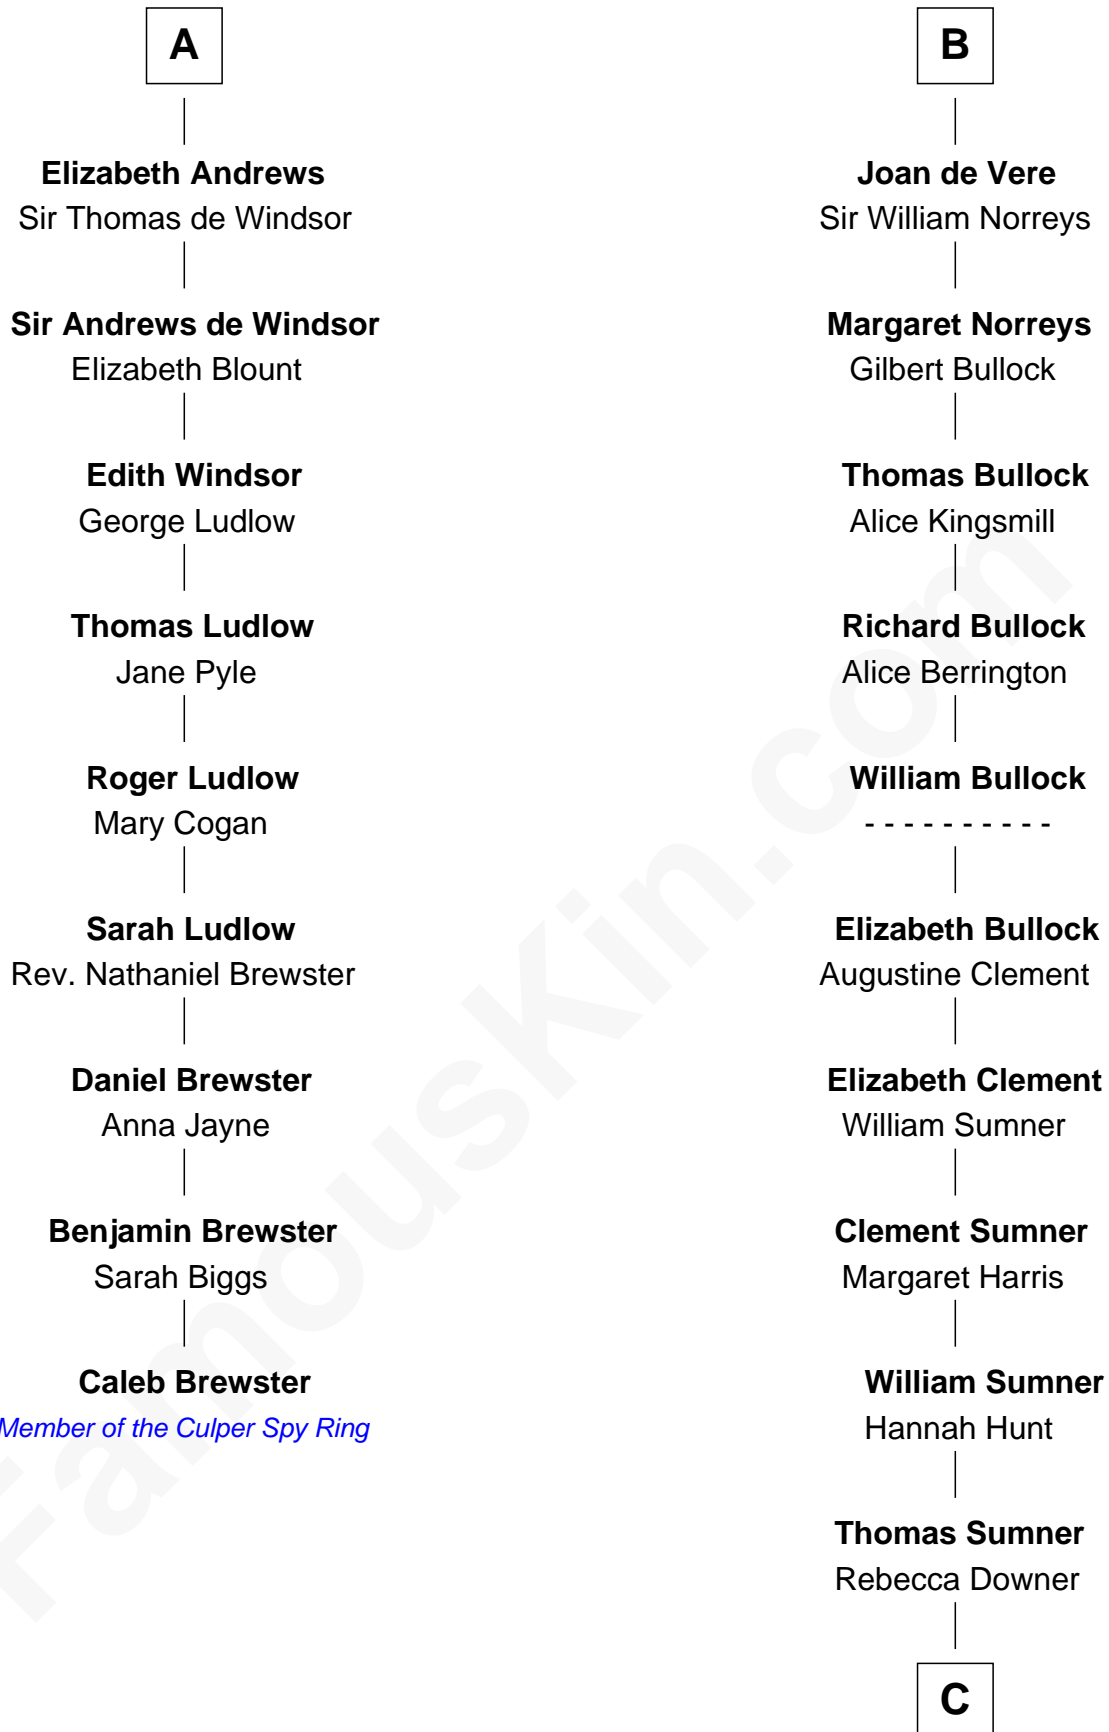 A
Elizabeth Andrews
Sir Thomas de Windsor
Sir Andrews de Windsor
Elizabeth Blount
Edith Windsor
George Ludlow
Thomas Ludlow
Jane Pyle
Roger Ludlow
Mary Cogan
Sarah Ludlow
Rev. Nathaniel Brewster
Daniel Brewster
Anna Jayne
Benjamin Brewster
Sarah Biggs
Caleb Brewster
Member of the Culper Spy Ring
B
Joan de Vere
Sir William Norreys
Margaret Norreys
Gilbert Bullock
Thomas Bullock
Alice Kingsmill
Richard Bullock
Alice Berrington
William Bullock
- - - - - - - - - -
Elizabeth Bullock
Augustine Clement
Elizabeth Clement
William Sumner
Clement Sumner
Margaret Harris
William Sumner
Hannah Hunt
Thomas Sumner
Rebecca Downer
C
FamousKin.com